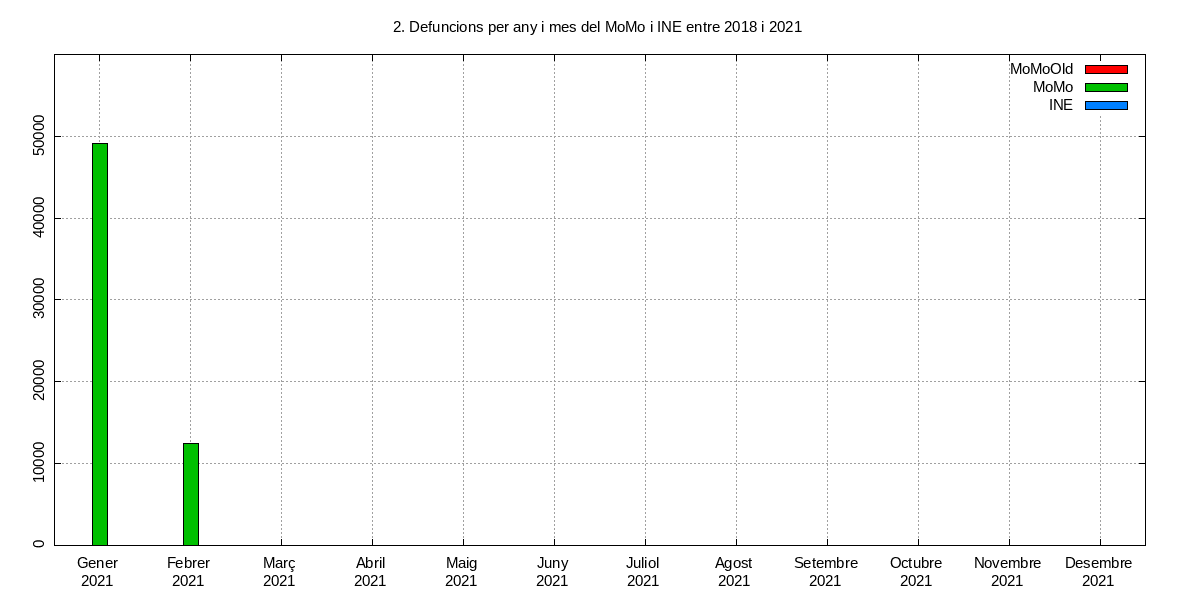 2. Defuncions per any i mes del MoMo i INE entre 2018 i 2021
MoMoOld
MoMo
INE
50000
40000
30000
20000
10000
0
Gener Febrer Març Abril Maig Juny Juliol Agost Setembre Octubre Novembre Desembre
2021 2021 2021 2021 2021 2021 2021 2021 2021 2021 2021 2021